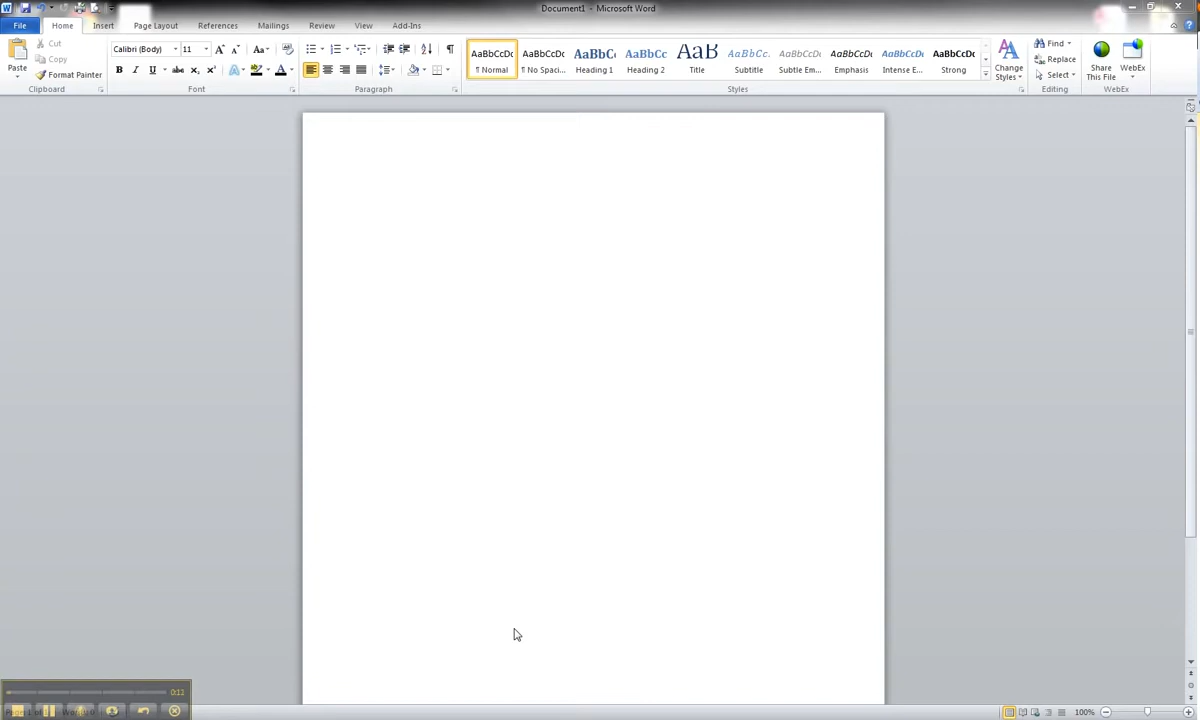 Document1 - Microsoft Word
File Home Insert Page Layout References Mailings Review View Add-Ins
Paste
Cut
Copy
Format Painter
Clipboard
Calibri (Body) 11
Font
Paragraph
AaBbCcDc AaBbCcDc AaBbC AaBbCc AaB AaBbCc. AaBbCcDc AaBbCcDc AaBbCcDc AaBbCcDc
¶ Normal ¶ No Spaci... Heading 1 Heading 2 Title Subtitle Subtle Em... Emphasis Intense E... Strong
Change Styles
Styles
Find
Replace
Select
Editing
Share This File
WebEx
WebEx
0:11
100%